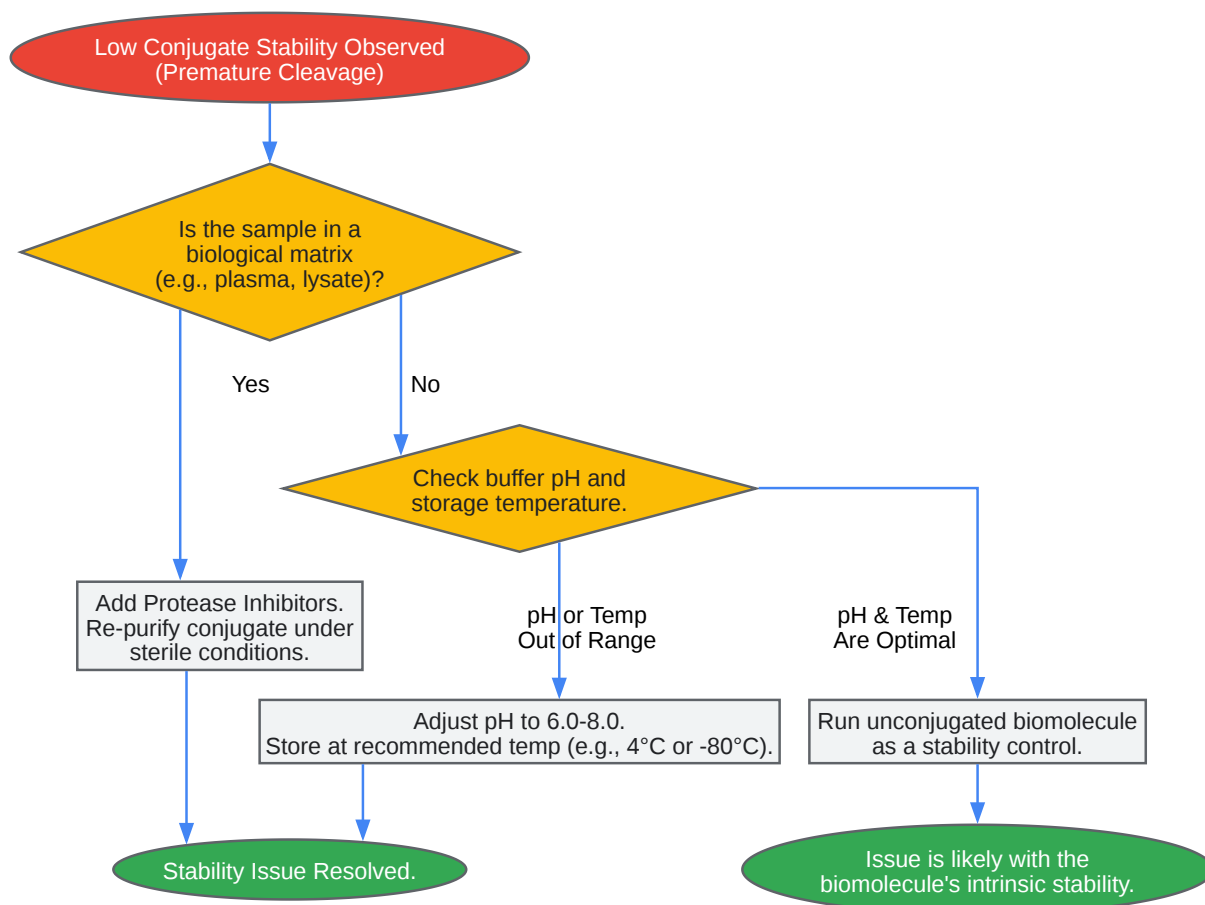 Low Conjugate Stability Observed
(Premature Cleavage)
Is the sample in a
biological matrix
(e.g., plasma, lysate)?
Yes
No
Check buffer pH and
storage temperature.
Add Protease Inhibitors.
Re-purify conjugate under
sterile conditions.
pH or Temp
Out of Range
pH & Temp
Are Optimal
Adjust pH to 6.0-8.0.
Store at recommended temp (e.g., 4°C or -80°C).
Run unconjugated biomolecule
as a stability control.
Stability Issue Resolved.
Issue is likely with the
biomolecule's intrinsic stability.